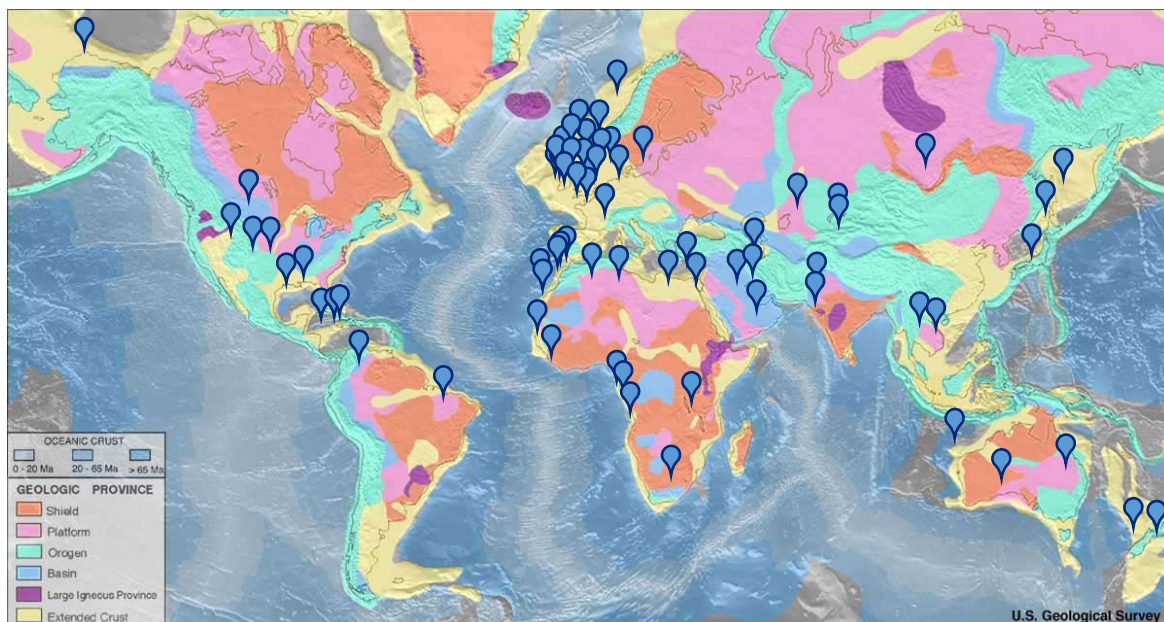 OCEANIC CRUST
0 - 20 Ma 20 - 65 Ma > 65 Ma
GEOLOGIC PROVINCE
Shield
Platform
Orogen
Basin
Large Igneous Province
Extended Crust
U.S. Geological Survey